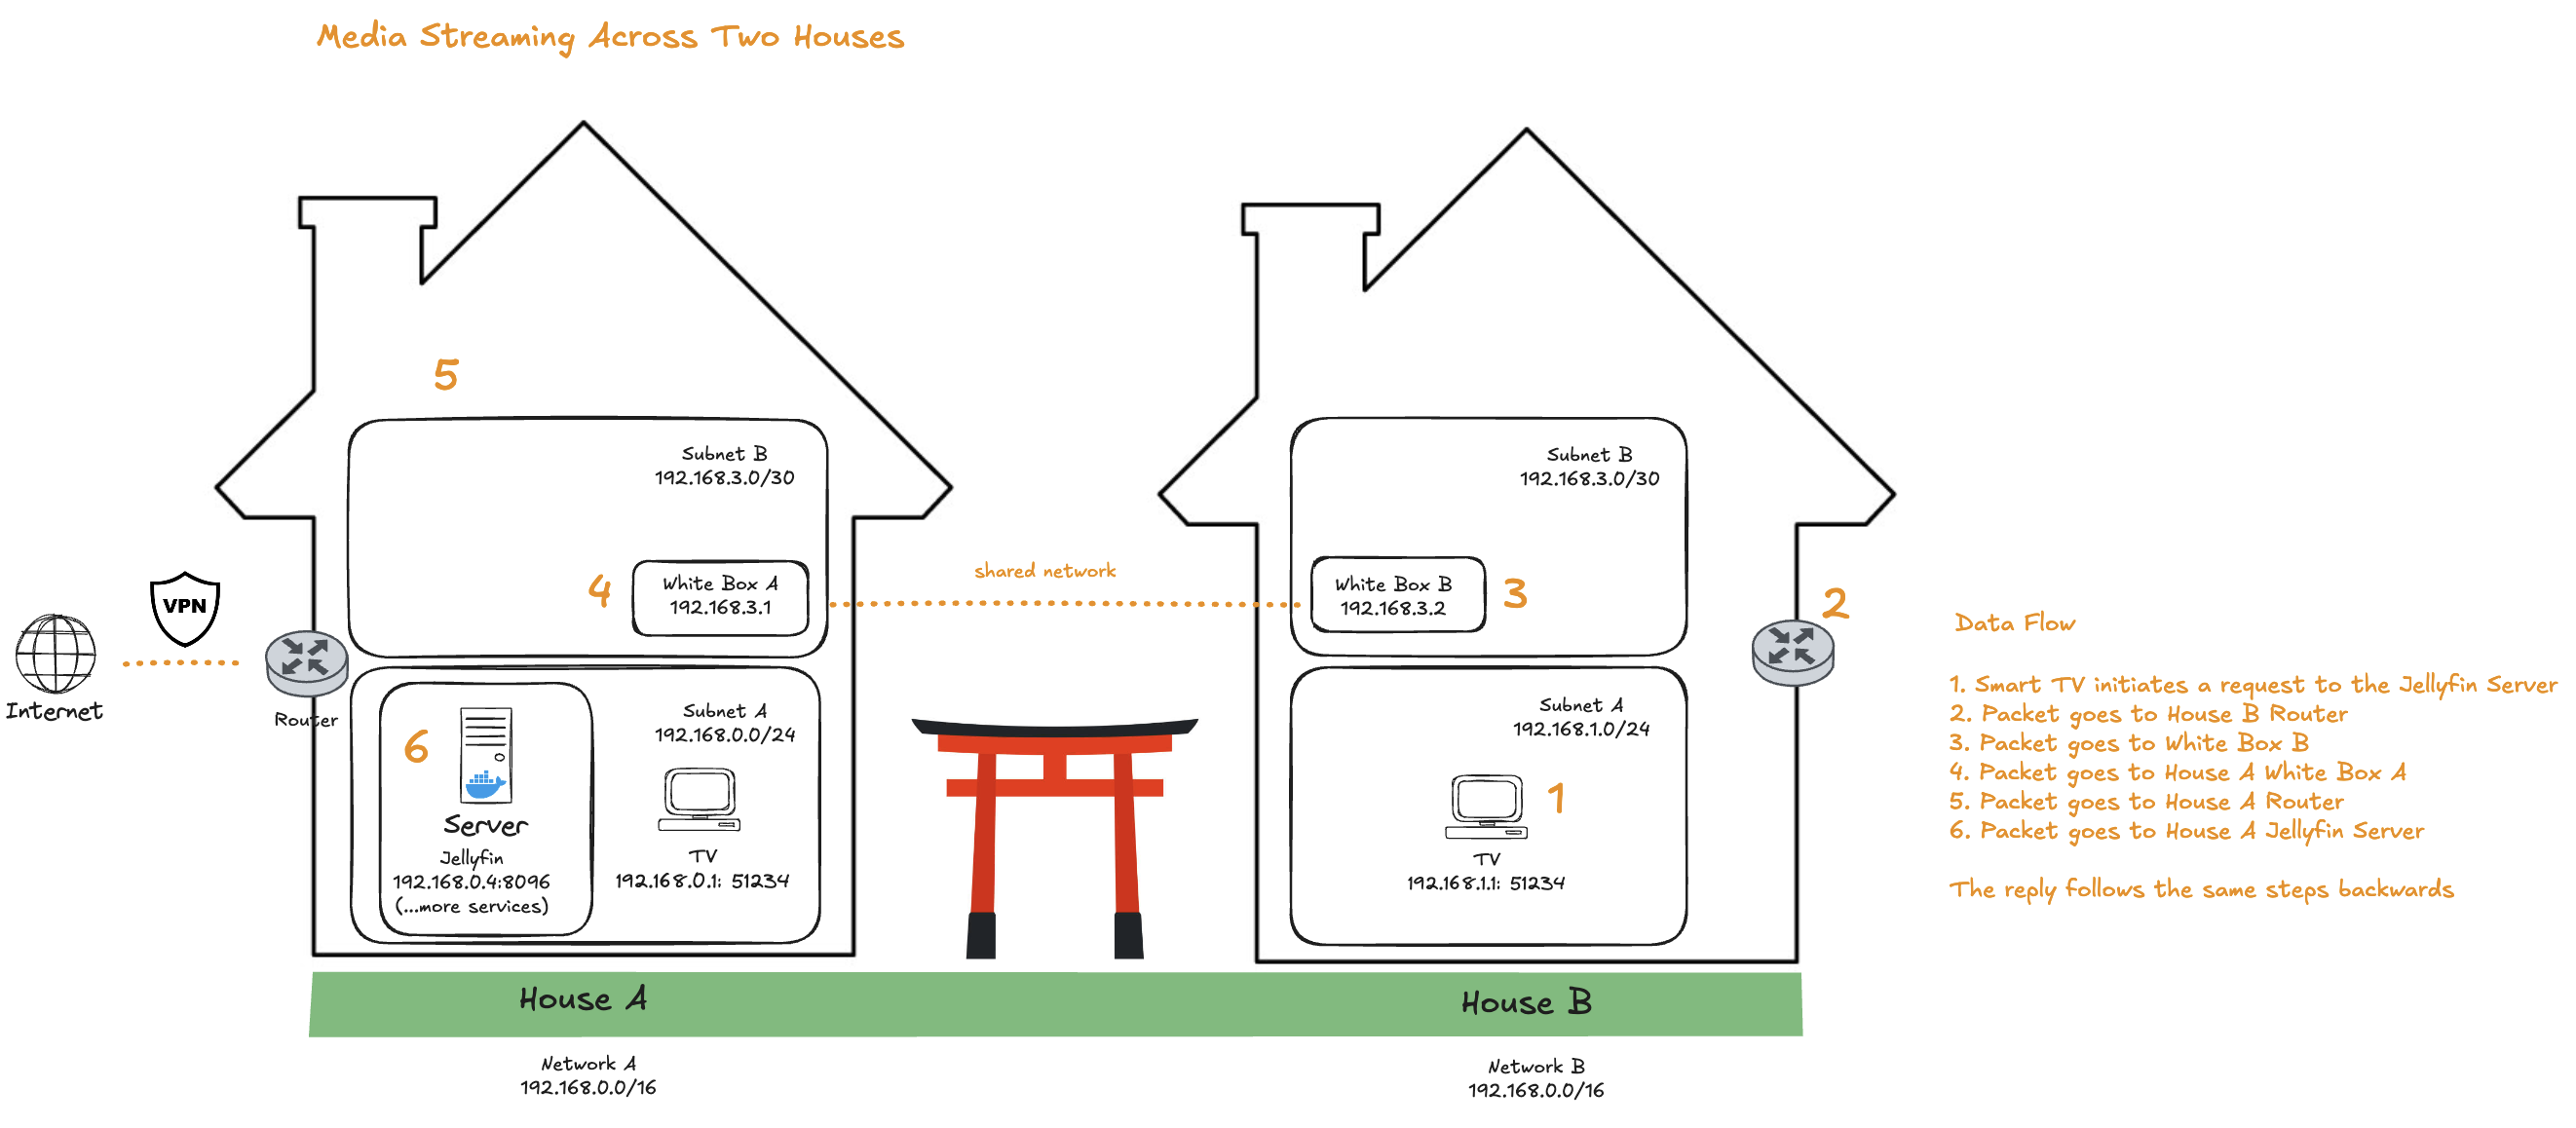 Media Streaming Across Two Houses
5
Subnet B
192.168.3.0/30
4
White Box A
192.168.3.1
shared network
Subnet B
192.168.3.0/30
White Box B
192.168.3.2
3
2
VPN
Internet
Router
6
Server
Jellyfin
192.168.0.4:8096
(...more services)
Subnet A
192.168.0.0/24
TV
192.168.0.1: 51234
Subnet A
192.168.1.0/24
1
TV
192.168.1.1: 51234
Data Flow
1. Smart TV initiates a request to the Jellyfin Server
2. Packet goes to House B Router
3. Packet goes to White Box B
4. Packet goes to House A White Box A
5. Packet goes to House A Router
6. Packet goes to House A Jellyfin Server
The reply follows the same steps backwards
House A
House B
Network A
192.168.0.0/16
Network B
192.168.0.0/16